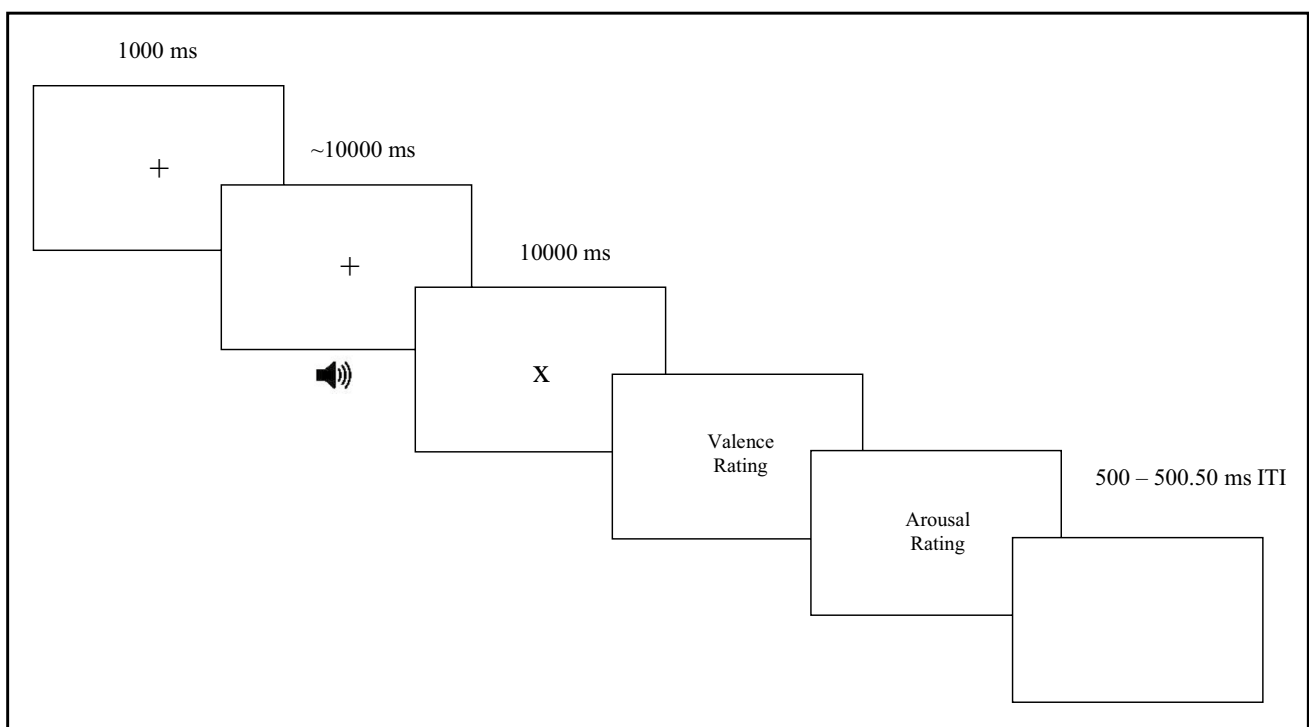 1000 ms
+
~10000 ms
+
10000 ms
X
Valence
Rating
Arousal
Rating
500 – 500.50 ms ITI